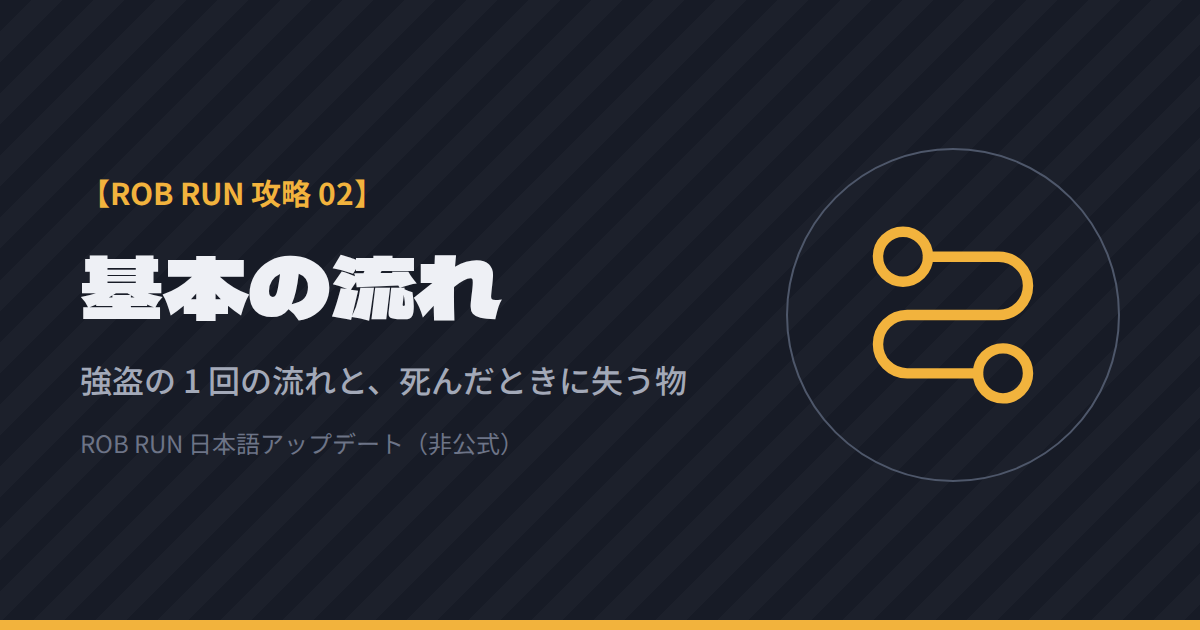 【ROB RUN 攻略 02】
基本の流れ
強盗の1回の流れと、死んだときに失う物
ROB RUN 日本語アップデート（非公式）